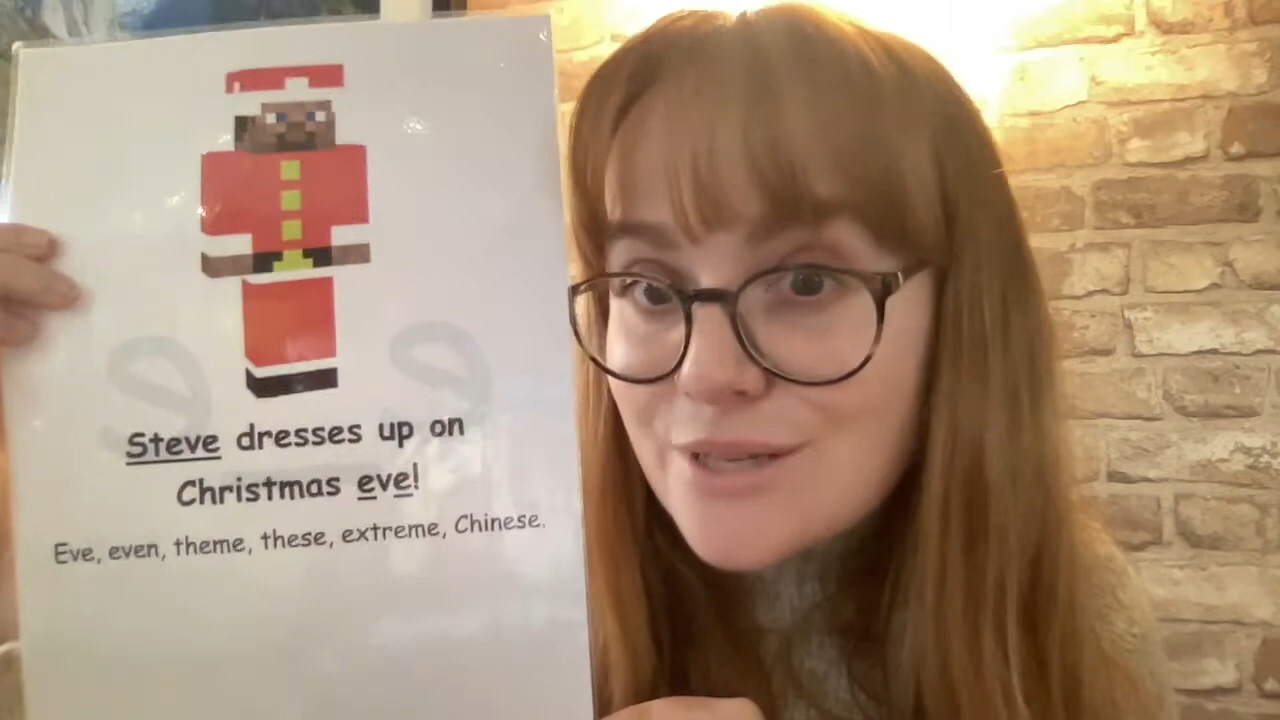 Steve dresses up on
Christmas eve!
Eve, even, theme, these, extreme, Chinese.
e e